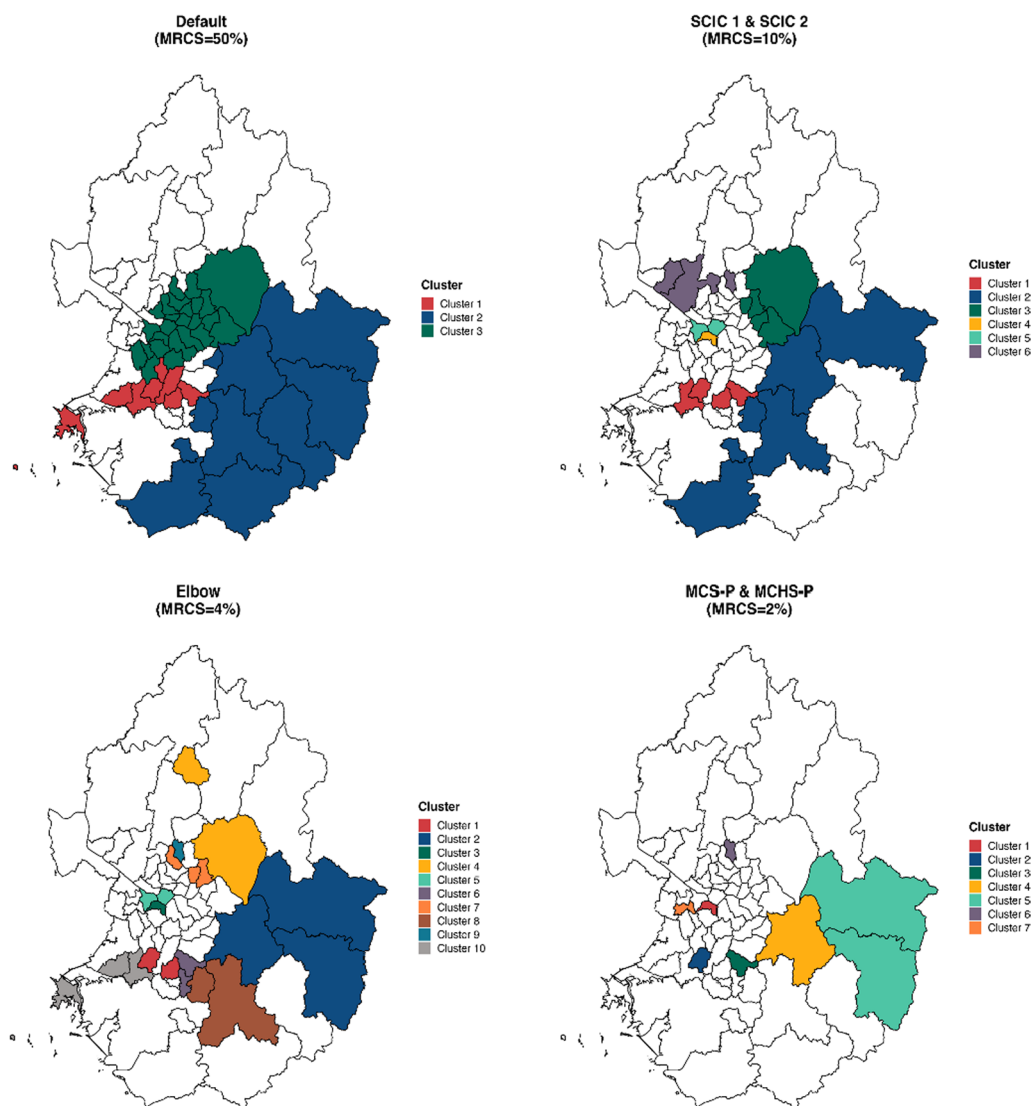 Default
(MRCS=50%)
Cluster
Cluster 1
Cluster 2
Cluster 3
SCIC 1 & SCIC 2
(MRCS=10%)
Cluster
Cluster 1
Cluster 2
Cluster 3
Cluster 4
Cluster 5
Cluster 6
Elbow
(MRCS=4%)
Cluster
Cluster 1
Cluster 2
Cluster 3
Cluster 4
Cluster 5
Cluster 6
Cluster 7
Cluster 8
Cluster 9
Cluster 10
MCS-P & MCHS-P
(MRCS=2%)
Cluster
Cluster 1
Cluster 2
Cluster 3
Cluster 4
Cluster 5
Cluster 6
Cluster 7